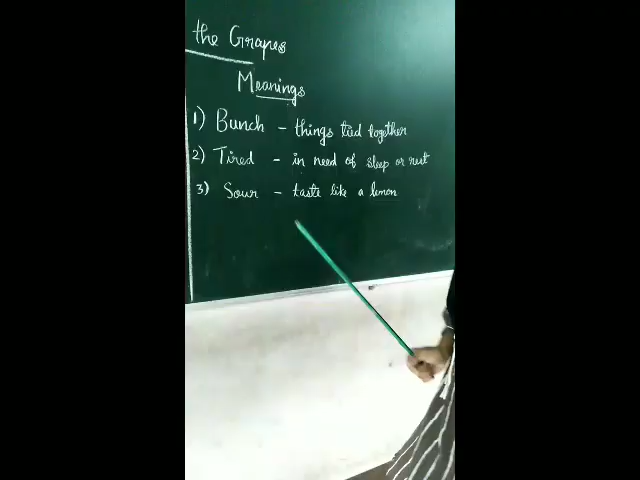 the Grapes
Meanings
1) Bunch - things tied together
2) Tired - in need of sleep or rest
3) Sour - taste like a lemon